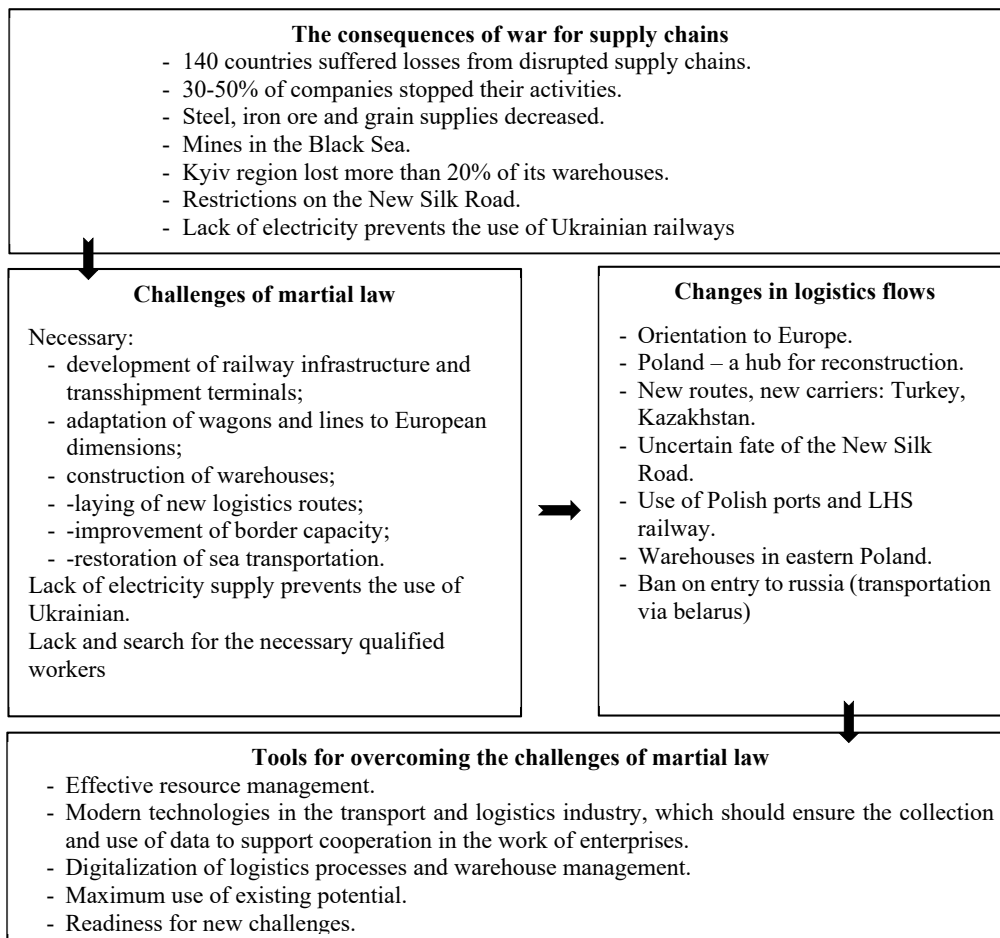 The consequences of war for supply chains
- 140 countries suffered losses from disrupted supply chains.
- 30-50% of companies stopped their activities.
- Steel, iron ore and grain supplies decreased.
- Mines in the Black Sea.
- Kyiv region lost more than 20% of its warehouses.
- Restrictions on the New Silk Road.
- Lack of electricity prevents the use of Ukrainian railways
Challenges of martial law
Necessary:
- development of railway infrastructure and
transshipment terminals;
- adaptation of wagons and lines to European
dimensions;
- construction of warehouses;
- -laying of new logistics routes;
- -improvement of border capacity;
- -restoration of sea transportation.
Lack of electricity supply prevents the use of
Ukrainian.
Lack and search for the necessary qualified
workers
Changes in logistics flows
- Orientation to Europe.
- Poland – a hub for reconstruction.
- New routes, new carriers: Turkey,
Kazakhstan.
- Uncertain fate of the New Silk
Road.
- Use of Polish ports and LHS
railway.
- Warehouses in eastern Poland.
- Ban on entry to russia (transportation
via belarus)
Tools for overcoming the challenges of martial law
- Effective resource management.
- Modern technologies in the transport and logistics industry, which should ensure the collection
and use of data to support cooperation in the work of enterprises.
- Digitalization of logistics processes and warehouse management.
- Maximum use of existing potential.
- Readiness for new challenges.